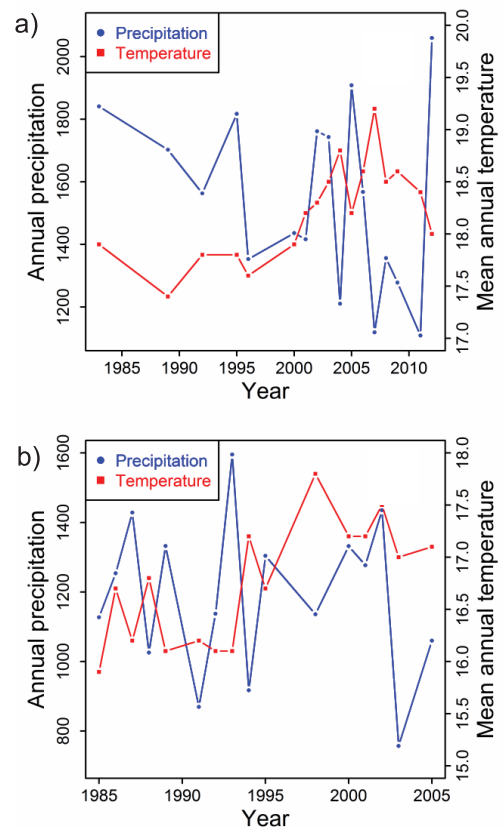 a)
Precipitation
Temperature
Annual precipitation
1200 1400 1600 1800 2000
Mean annual temperature
17.0 17.5 18.0 18.5 19.0 19.5 20.0
1985 1990 1995 2000 2005 2010
Year
b)
Precipitation
Temperature
Annual precipitation
800 1000 1200 1400 1600
Mean annual temperature
15.0 15.5 16.0 16.5 17.0 17.5 18.0
1985 1990 1995 2000 2005
Year